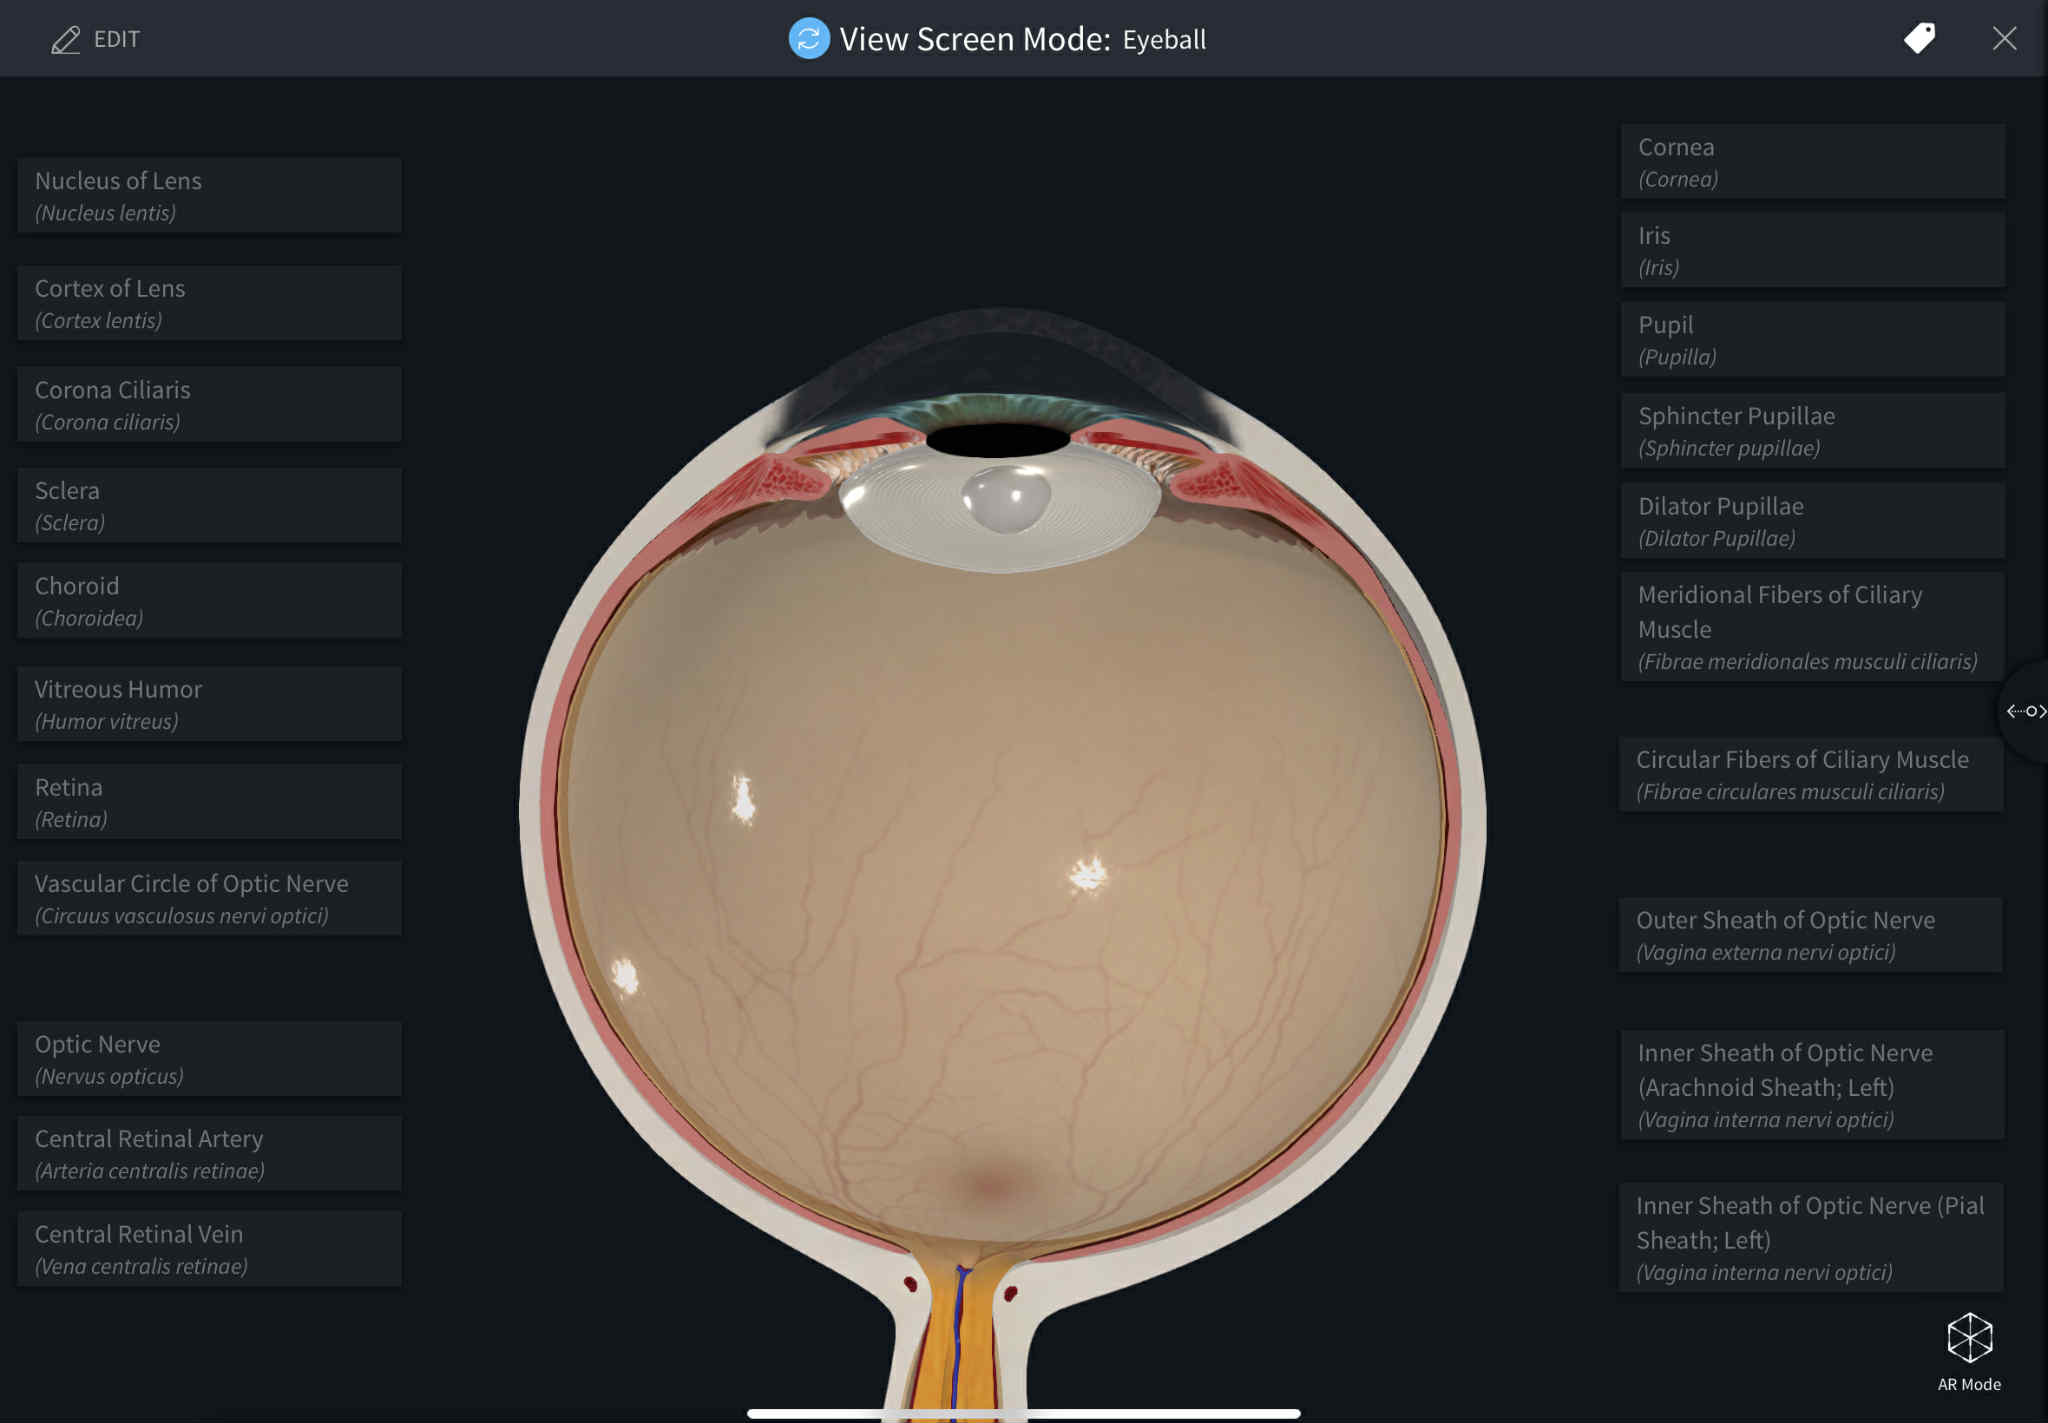 EDIT
View Screen Mode: Eyeball
Nucleus of Lens
(Nucleus lentis)
Cortex of Lens
(Cortex lentis)
Corona Ciliaris
(Corona ciliaris)
Sclera
(Sclera)
Choroid
(Choroidea)
Vitreous Humor
(Humor vitreus)
Retina
(Retina)
Vascular Circle of Optic Nerve
(Circuus vasculosus nervi optici)
Optic Nerve
(Nervus opticus)
Central Retinal Artery
(Arteria centralis retinae)
Central Retinal Vein
(Vena centralis retinae)
Cornea
(Cornea)
Iris
(Iris)
Pupil
(Pupilla)
Sphincter Pupillae
(Sphincter pupillae)
Dilator Pupillae
(Dilator Pupillae)
Meridional Fibers of Ciliary
Muscle
(Fibrae meridionales musculi ciliaris)
Circular Fibers of Ciliary Muscle
(Fibrae circulares musculi ciliaris)
Outer Sheath of Optic Nerve
(Vagina externa nervi optici)
Inner Sheath of Optic Nerve
(Arachnoid Sheath; Left)
(Vagina interna nervi optici)
Inner Sheath of Optic Nerve (Pial
Sheath; Left)
(Vagina interna nervi optici)
AR Mode